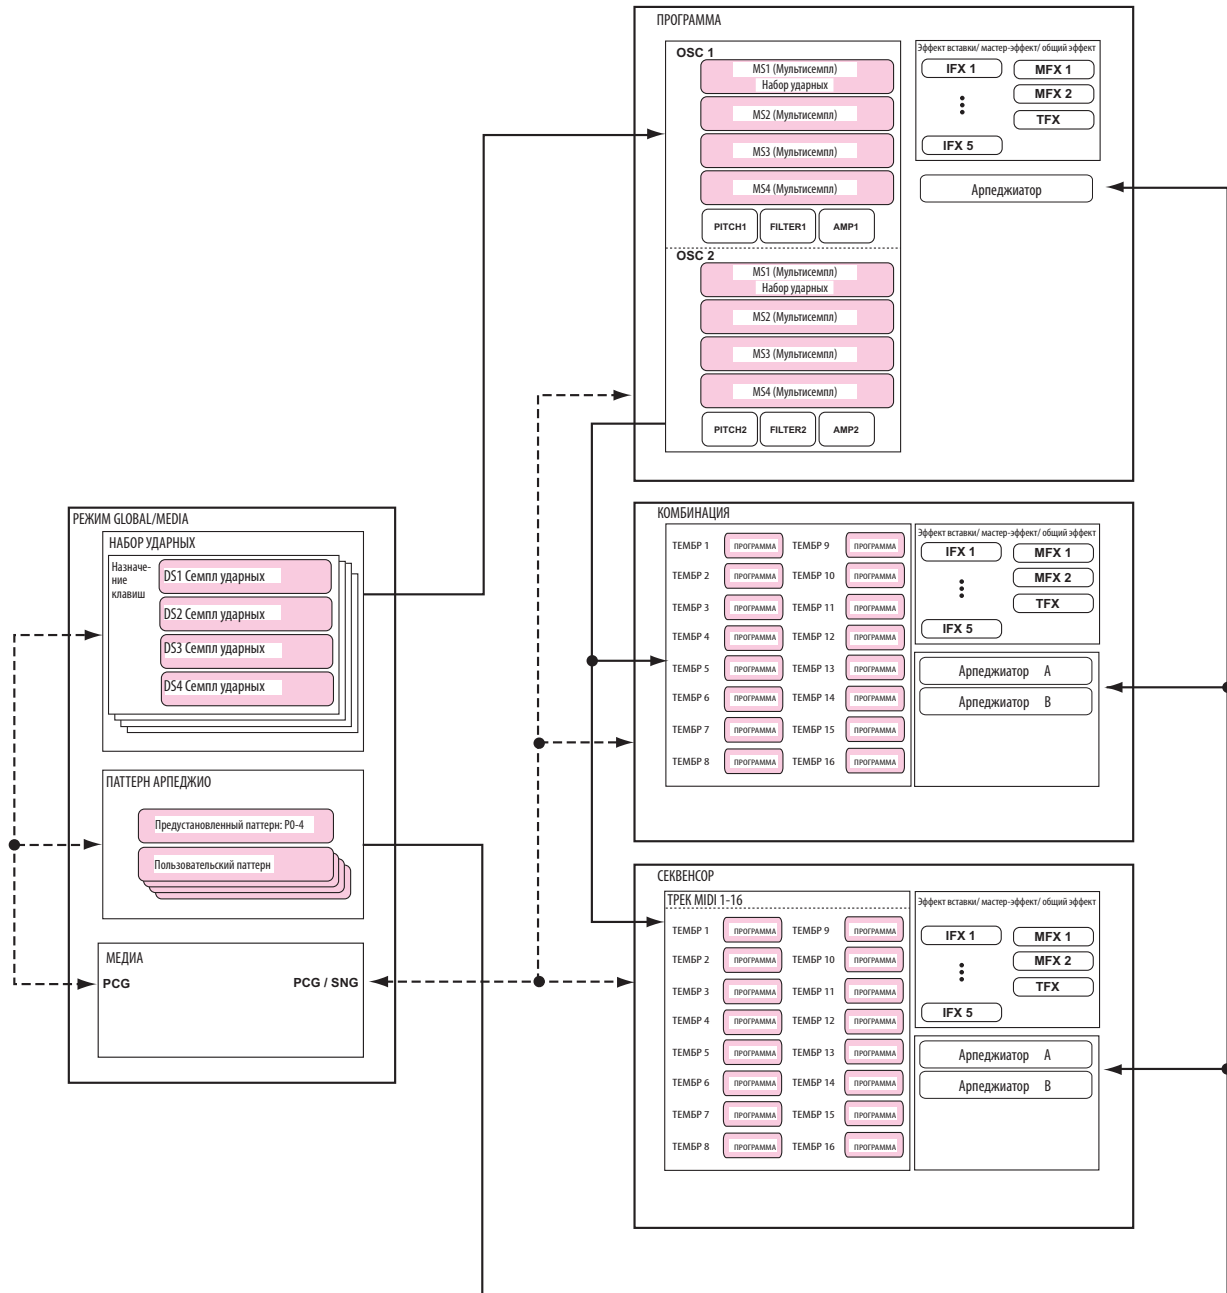 ПРОГРАММА
OSC 1
MS1 (Мультисемпл)
Набор ударных
MS2 (Мультисемпл)
MS3 (Мультисемпл)
MS4 (Мультисемпл)
PITCH1 FILTER1 AMP1
OSC 2
MS1 (Мультисемпл)
Набор ударных
MS2 (Мультисемпл)
MS3 (Мультисемпл)
MS4 (Мультисемпл)
PITCH2 FILTER2 AMP2
Эффект вставки/ мастер-эффект/ общий эффект
IFX 1 MFX 1
MFX 2
TFX
IFX 5
Арпеджиатор
РЕЖИМ GLOBAL/MEDIA
НАБОР УДАРНЫХ
Назначе-
ние
клавиш
DS1 Семпл ударных
DS2 Семпл ударных
DS3 Семпл ударных
DS4 Семпл ударных
ПАТТЕРН АРПЕДЖИО
Предустановленный паттерн: P0-4
Пользовательский паттерн
МЕДИА
PCG PCG / SNG
КОМБИНАЦИЯ
ТЕМБР 1 ПРОГРАММА ТЕМБР 9 ПРОГРАММА
ТЕМБР 2 ПРОГРАММА ТЕМБР 10 ПРОГРАММА
ТЕМБР 3 ПРОГРАММА ТЕМБР 11 ПРОГРАММА
ТЕМБР 4 ПРОГРАММА ТЕМБР 12 ПРОГРАММА
ТЕМБР 5 ПРОГРАММА ТЕМБР 13 ПРОГРАММА
ТЕМБР 6 ПРОГРАММА ТЕМБР 14 ПРОГРАММА
ТЕМБР 7 ПРОГРАММА ТЕМБР 15 ПРОГРАММА
ТЕМБР 8 ПРОГРАММА ТЕМБР 16 ПРОГРАММА
Эффект вставки/ мастер-эффект/ общий эффект
IFX 1 MFX 1
MFX 2
TFX
IFX 5
Арпеджиатор A
Арпеджиатор B
СЕКВЕНСОР
ТРЕК MIDI 1-16
ТЕМБР 1 ПРОГРАММА ТЕМБР 9 ПРОГРАММА
ТЕМБР 2 ПРОГРАММА ТЕМБР 10 ПРОГРАММА
ТЕМБР 3 ПРОГРАММА ТЕМБР 11 ПРОГРАММА
ТЕМБР 4 ПРОГРАММА ТЕМБР 12 ПРОГРАММА
ТЕМБР 5 ПРОГРАММА ТЕМБР 13 ПРОГРАММА
ТЕМБР 6 ПРОГРАММА ТЕМБР 14 ПРОГРАММА
ТЕМБР 7 ПРОГРАММА ТЕМБР 15 ПРОГРАММА
ТЕМБР 8 ПРОГРАММА ТЕМБР 16 ПРОГРАММА
Эффект вставки/ мастер-эффект/ общий эффект
IFX 1 MFX 1
MFX 2
TFX
IFX 5
Арпеджиатор A
Арпеджиатор B